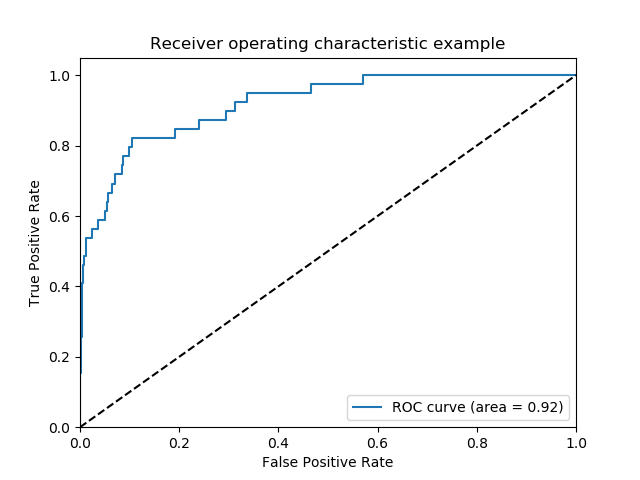 Receiver operating characteristic example
1.0
0.8
0.6
0.4
0.2
0.0
True Positive Rate
ROC curve (area = 0.92)
0.0 0.2 0.4 0.6 0.8 1.0
False Positive Rate